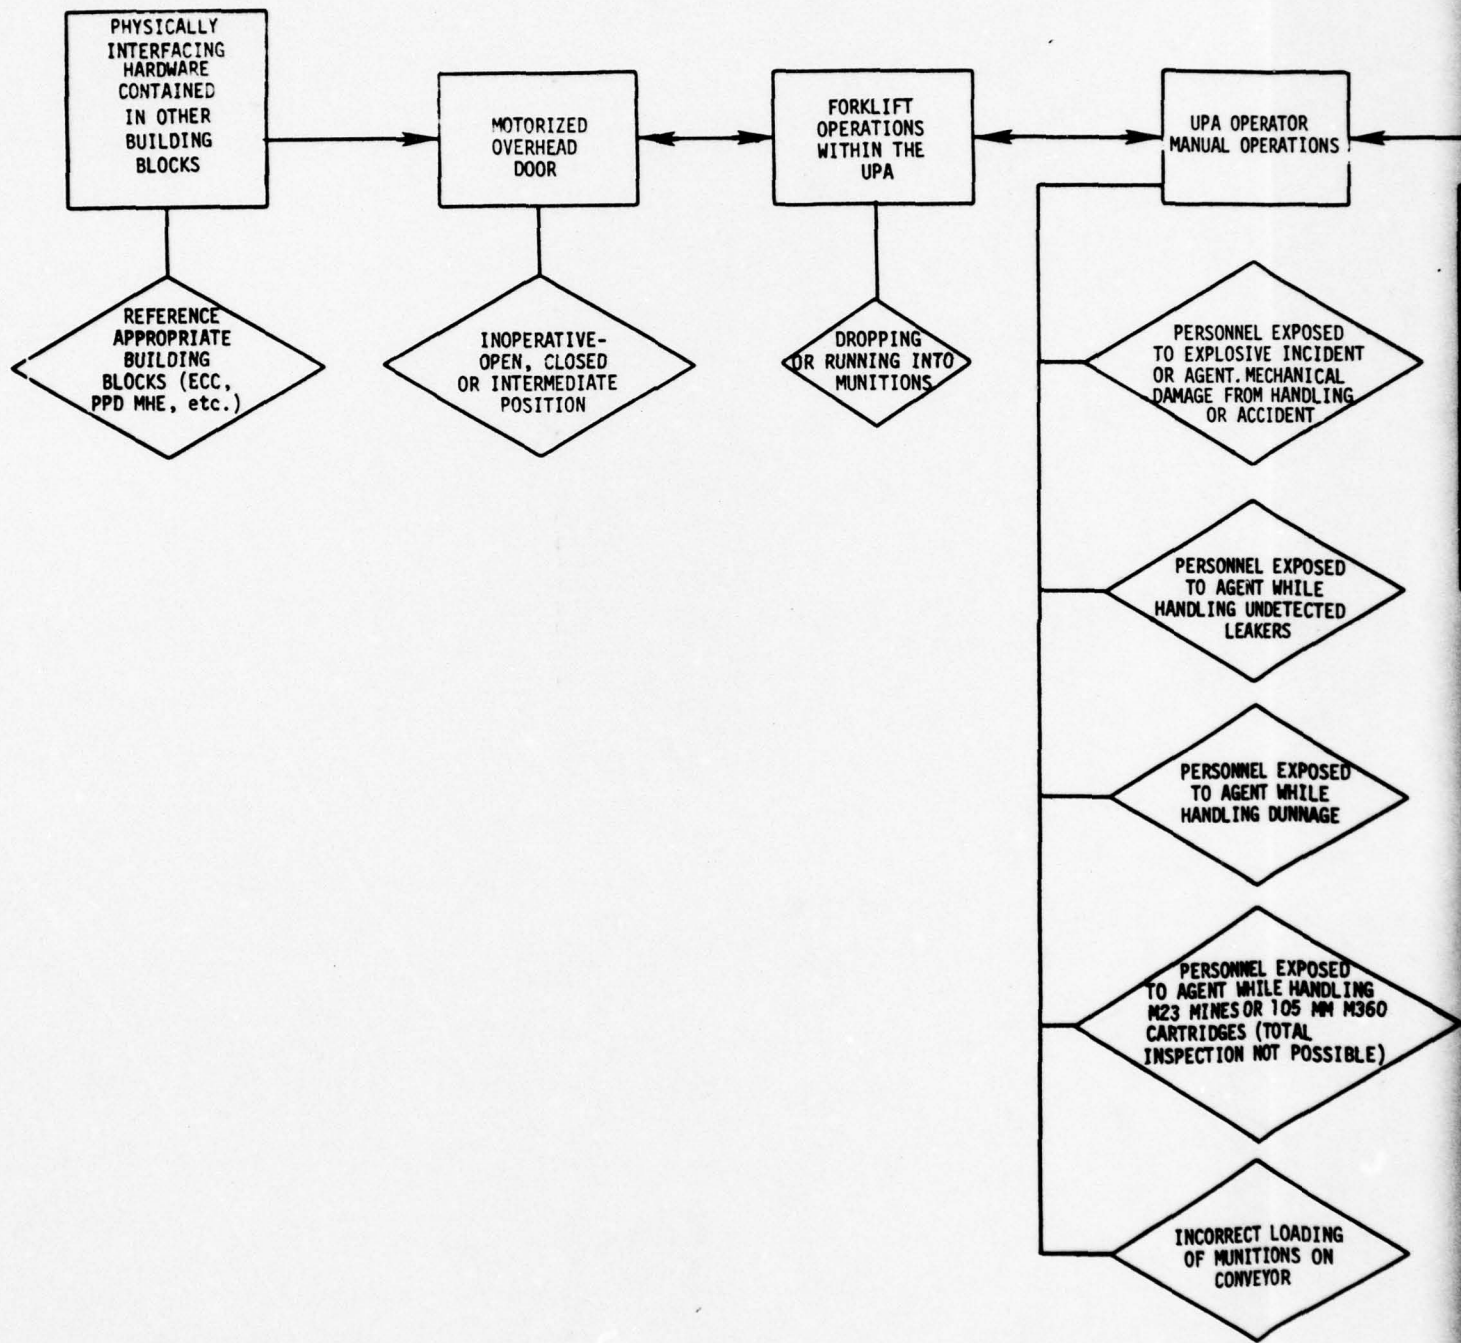 PHYSICALLY
INTERFACING
HARDWARE
CONTAINED
IN OTHER
BUILDING
BLOCKS
MOTORIZED
OVERHEAD
DOOR
FORKLIFT
OPERATIONS
WITHIN THE
UPA
UPA OPERATOR
MANUAL OPERATIONS
REFERENCE
APPROPRIATE
BUILDING
BLOCKS (ECC,
PPD MHE, etc.)
INOPERATIVE-
OPEN, CLOSED
OR INTERMEDIATE
POSITION
DROPPING
OR RUNNING INTO
MUNITIONS
PERSONNEL EXPOSED
TO EXPLOSIVE INCIDENT
OR AGENT. MECHANICAL
DAMAGE FROM HANDLING
OR ACCIDENT
PERSONNEL EXPOSED
TO AGENT WHILE
HANDLING UNDETECTED
LEAKERS
PERSONNEL EXPOSED
TO AGENT WHILE
HANDLING DUNNAGE
PERSONNEL EXPOSED
TO AGENT WHILE HANDLING
M23 MINES OR 105 MM M360
CARTRIDGES (TOTAL
INSPECTION NOT POSSIBLE)
INCORRECT LOADING
OF MUNITIONS ON
CONVEYOR